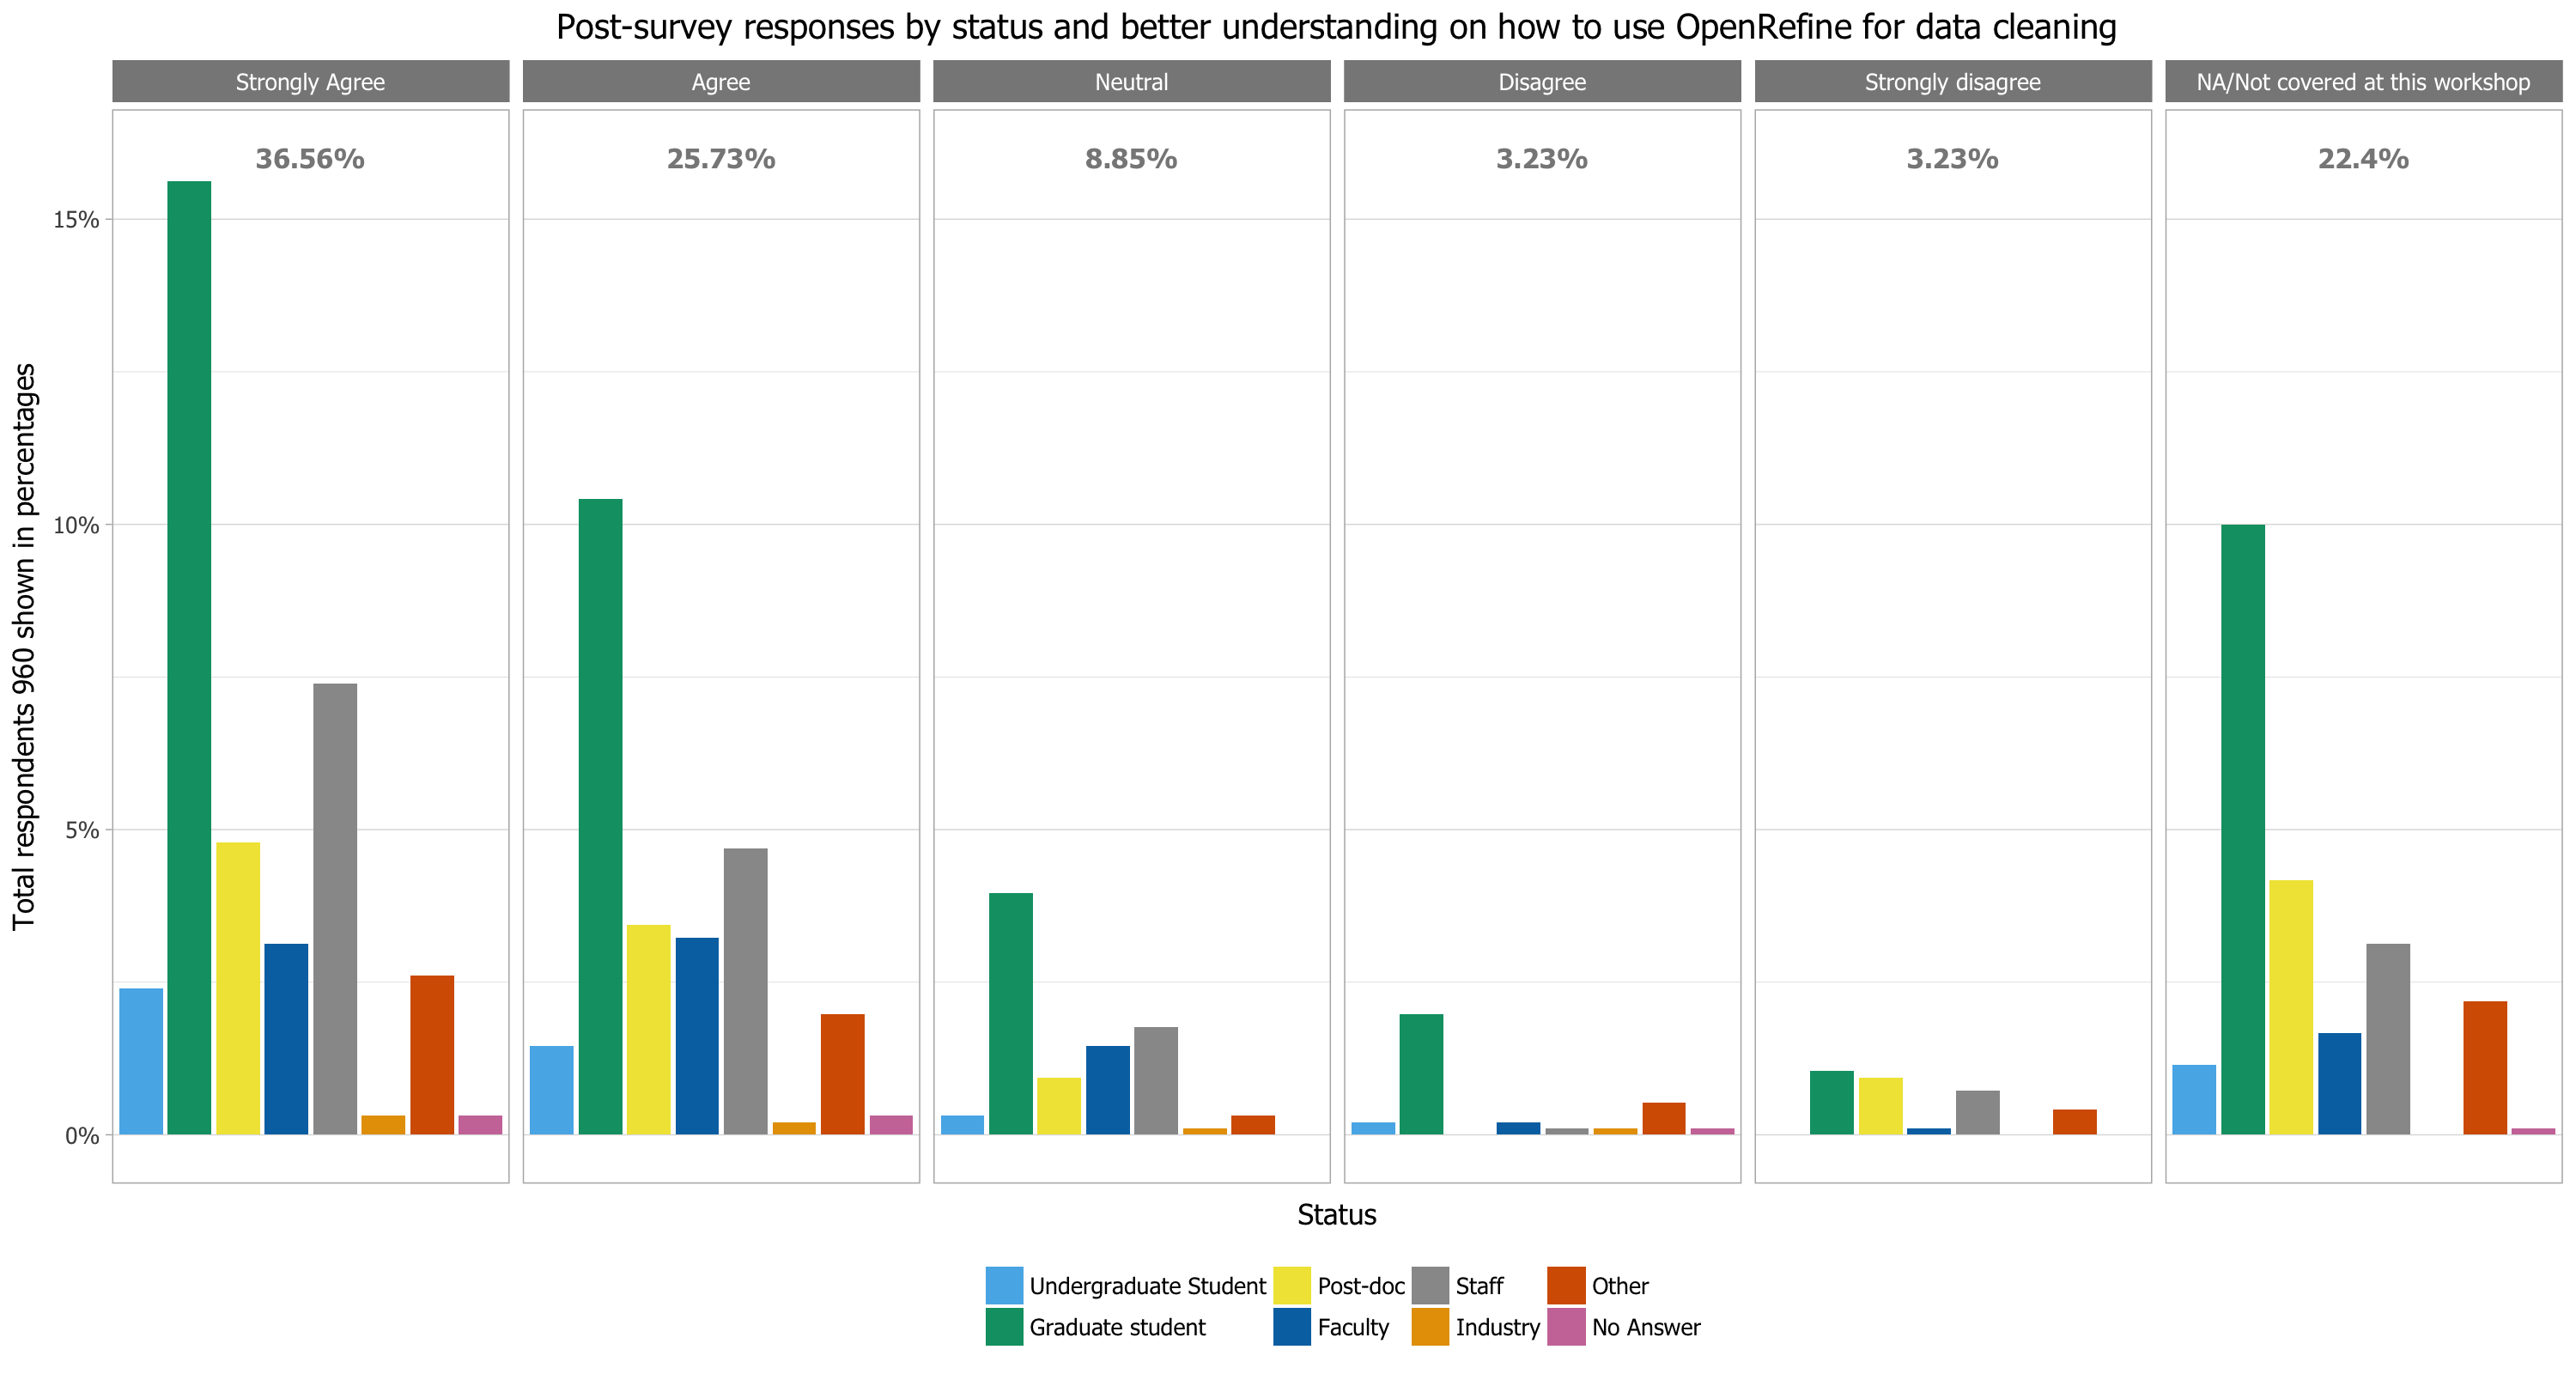 Post-survey responses by status and better understanding on how to use OpenRefine for data cleaning
Strongly Agree
Agree
Neutral
Disagree
Strongly disagree
NA/Not covered at this workshop
36.56%
25.73%
8.85%
3.23%
3.23%
22.4%
Total respondents 960 shown in percentages
15%
10%
5%
0%
Status
Undergraduate Student
Post-doc
Staff
Other
Graduate student
Faculty
Industry
No Answer